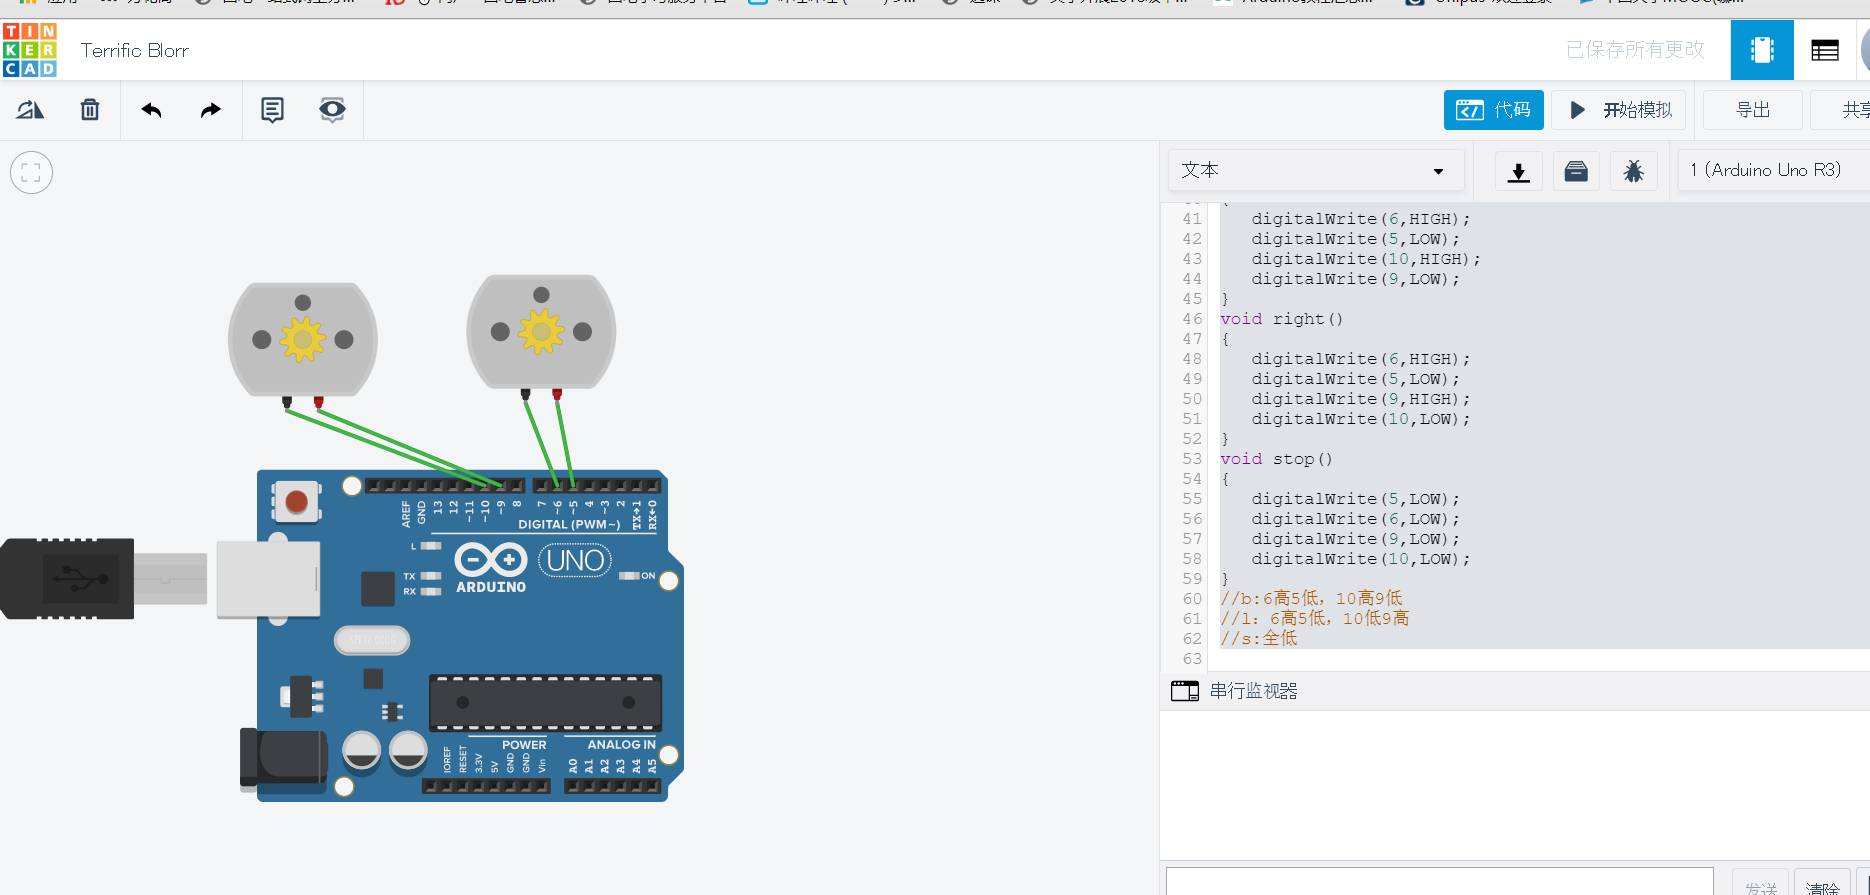 TIN
KER
CAD
Terrific Blorr
已保存所有更改
代码
开始模拟
导出
共享
文本
1 (Arduino Uno R3)
41 digitalWrite(6,HIGH);
42 digitalWrite(5,LOW);
43 digitalWrite(10,HIGH);
44 digitalWrite(9,LOW);
45 }
46 void right()
47 {
48 digitalWrite(6,HIGH);
49 digitalWrite(5,LOW);
50 digitalWrite(9,HIGH);
51 digitalWrite(10,LOW);
52 }
53 void stop()
54 {
55 digitalWrite(5,LOW);
56 digitalWrite(6,LOW);
57 digitalWrite(9,LOW);
58 digitalWrite(10,LOW);
59 }
60 //b:6高5低，10高9低
61 //l: 6高5低，10低9高
62 //s:全低
63
串行监视器
发送
清除
AREF GND 13 12 ~11 ~10 ~9 8 7 ~6 ~5 4 ~3 2 TX→1 RX←0
DIGITAL (PWM~)
L
TX
RX
ARDUINO
UNO
ON
POWER
ANALOG IN
IOREF RESET 3.3V 5V GND GND Vin A0 A1 A2 A3 A4 A5